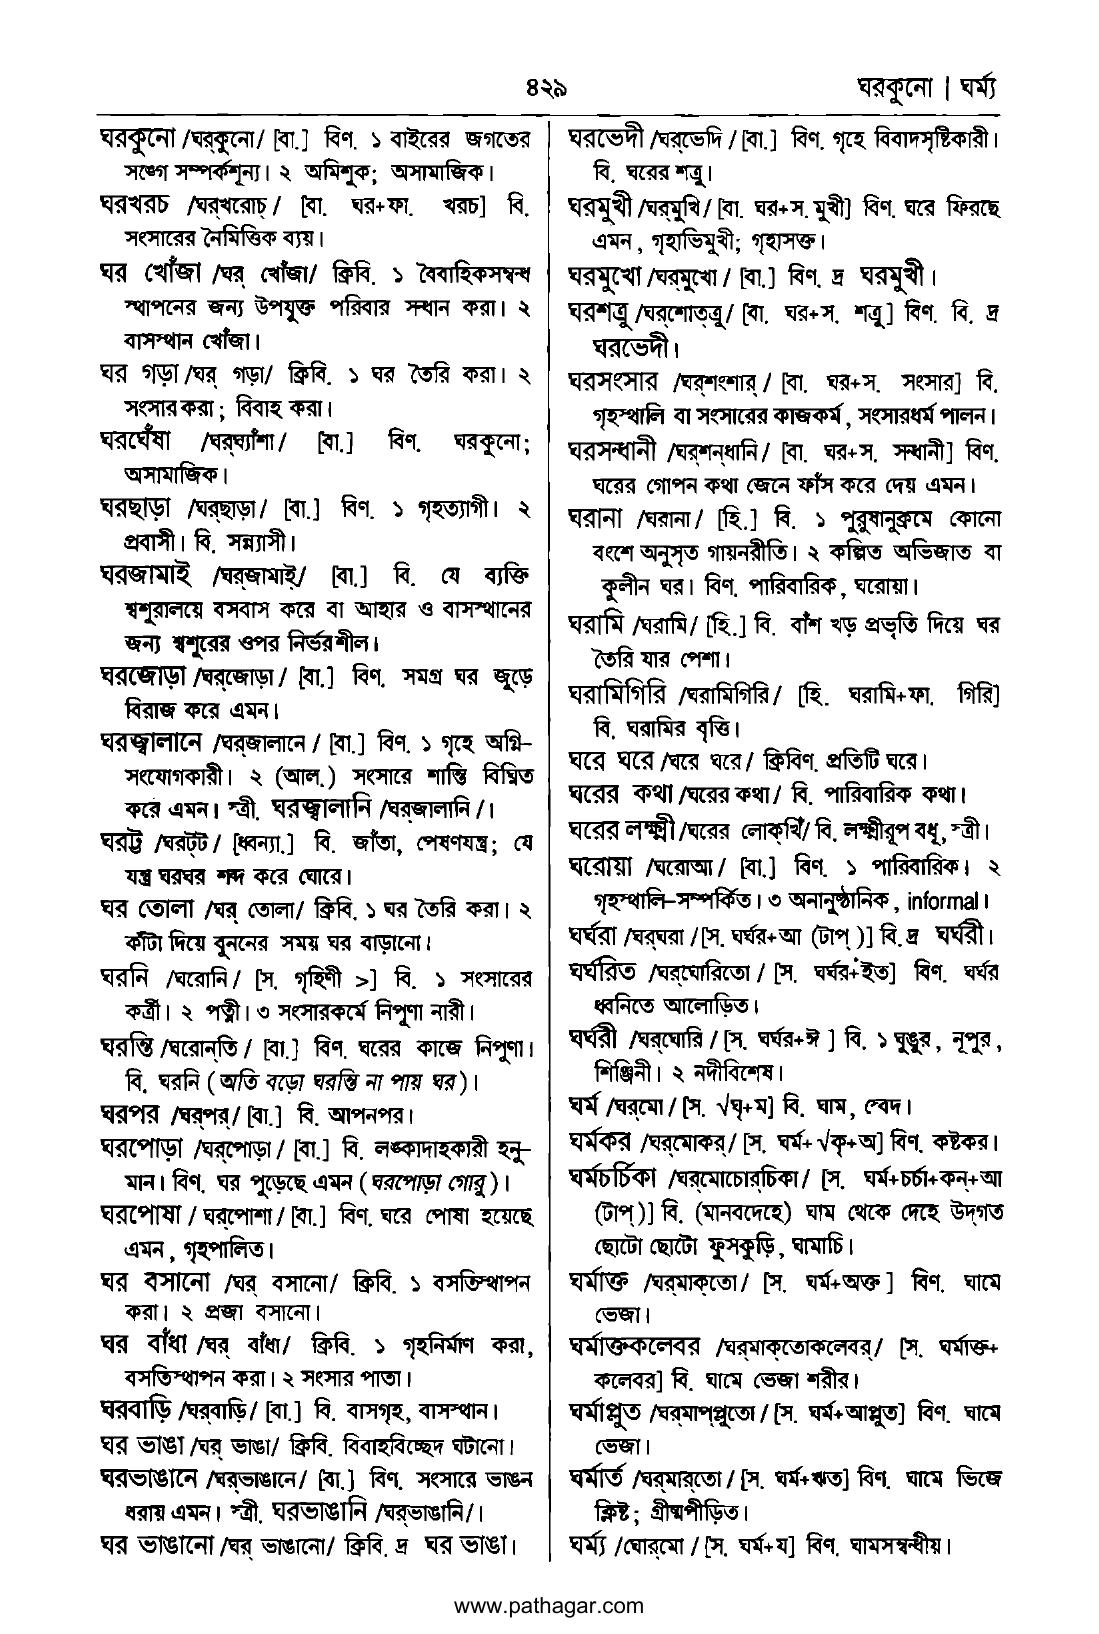 ৪২৯
ঘরকুনো | ঘর্ম্য
ঘরকুনো /ঘর্‌কুনো/ [বা.] বিণ. ১ বাইরের জগতের
সঙ্গে সম্পর্কশূন্য। ২ অমিশুক; অসামাজিক।
ঘরখরচ /ঘর্‌খরোচ্/ [বা. ঘর+ফা. খরচ] বি.
সংসারের নৈমিত্তিক ব্যয়।
ঘর খোঁজা /ঘর্ খোঁজা/ ক্রিবি. ১ বৈবাহিকসম্বন্ধ
স্থাপনের জন্য উপযুক্ত পরিবার সন্ধান করা। ২
বাসস্থান খোঁজা।
ঘর গড়া /ঘর্ গড়া/ ক্রিবি. ১ ঘর তৈরি করা। ২
সংসার করা; বিবাহ করা।
ঘরঘেঁষা /ঘর্‌ঘ্যাঁশা/ [বা.] বিণ. ঘরকুনো;
অসামাজিক।
ঘরছাড়া /ঘর্‌ছাড়া/ [বা.] বিণ. ১ গৃহত্যাগী। ২
প্রবাসী। বি. সন্ন্যাসী।
ঘরজামাই /ঘর্‌জামাই্/ [বা.] বি. যে ব্যক্তি
শ্বশুরালয়ে বসবাস করে বা আহার ও বাসস্থানের
জন্য শ্বশুরের ওপর নির্ভরশীল।
ঘরজোড়া /ঘর্‌জোড়া/ [বা.] বিণ. সমগ্র ঘর জুড়ে
বিরাজ করে এমন।
ঘরজ্বালানে /ঘর্‌জালানে/ [বা.] বিণ. ১ গৃহে অগ্নি-
সংযোগকারী। ২ (আল.) সংসারে শান্তি বিঘ্নিত
করে এমন। স্ত্রী. ঘরজ্বালানি /ঘর্‌জালানি/।
ঘরট্ট /ঘরট্‌ট/ [ধ্বন্যা.] বি. জাঁতা, পেষণযন্ত্র; যে
যন্ত্র ঘরঘর শব্দ করে ঘোরে।
ঘর তোলা /ঘর্ তোলা/ ক্রিবি. ১ ঘর তৈরি করা। ২
কাঁটা দিয়ে বুননের সময় ঘর বাড়ানো।
ঘরনি /ঘরোনি/ [স. গৃহিণী >] বি. ১ সংসারের
কর্ত্রী। ২ পত্নী। ৩ সংসারকর্মে নিপুণা নারী।
ঘরন্তি /ঘরোন্‌তি/ [বা.] বিণ. ঘরের কাজে নিপুণা।
বি. ঘরনি (অতি বড়ো ঘরন্তি না পায় ঘর)।
ঘরপর /ঘর্‌পর্/ [বা.] বি. আপনপর।
ঘরপোড়া /ঘর্‌পোড়া/ [বা.] বি. লঙ্কাদাহকারী হনু-
মান। বিণ. ঘর পুড়েছে এমন (ঘরপোড়া গোরু)।
ঘরপোষা / ঘর্‌পোশা/ [বা.] বিণ. ঘরে পোষা হয়েছে
এমন, গৃহপালিত।
ঘর বসানো /ঘর্ বসানো/ ক্রিবি. ১ বসতিস্থাপন
করা। ২ প্রজা বসানো।
ঘর বাঁধা /ঘর্ বাঁধা/ ক্রিবি. ১ গৃহনির্মাণ করা,
বসতিস্থাপন করা। ২ সংসার পাতা।
ঘরবাড়ি /ঘর্‌বাড়ি/ [বা.] বি. বাসগৃহ, বাসস্থান।
ঘর ভাঙা /ঘর্ ভাঙা/ ক্রিবি. বিবাহবিচ্ছেদ ঘটানো।
ঘরভাঙানে /ঘর্‌ভাঙানে/ [বা.] বিণ. সংসারে ভাঙন
ধরায় এমন। স্ত্রী. ঘরভাঙানি /ঘর্‌ভাঙানি/।
ঘর ভাঙানো /ঘর্ ভাঙানো/ ক্রিবি. দ্র ঘর ভাঙা।
ঘরভেদী /ঘর্‌ভেদি/ [বা.] বিণ. গৃহে বিবাদসৃষ্টিকারী।
বি. ঘরের শত্রু।
ঘরমুখী /ঘর্‌মুখি/ [বা. ঘর+স. মুখী] বিণ. ঘরে ফিরছে
এমন, গৃহাভিমুখী; গৃহাসক্ত।
ঘরমুখো /ঘর্‌মুখো/ [বা.] বিণ. দ্র ঘরমুখী।
ঘরশত্রু /ঘর্‌শোত্‌ত্রু/ [বা. ঘর+স. শত্রু] বিণ. বি. দ্র
ঘরভেদী।
ঘরসংসার /ঘর্‌শংশার্/ [বা. ঘর+স. সংসার] বি.
গৃহস্থালি বা সংসারের কাজকর্ম, সংসারধর্ম পালন।
ঘরসন্ধানী /ঘর্‌শন্‌ধানি/ [বা. ঘর+স. সন্ধানী] বিণ.
ঘরের গোপন কথা জেনে ফাঁস করে দেয় এমন।
ঘরানা /ঘরানা/ [হি.] বি. ১ পুরুষানুক্রমে কোনো
বংশে অনুসৃত গায়নরীতি। ২ কল্পিত অভিজাত বা
কুলীন ঘর। বিণ. পারিবারিক, ঘরোয়া।
ঘরামি /ঘরামি/ [হি.] বি. বাঁশ খড় প্রভৃতি দিয়ে ঘর
তৈরি যার পেশা।
ঘরামিগিরি /ঘরামিগিরি/ [হি. ঘরামি+ফা. গিরি]
বি. ঘরামির বৃত্তি।
ঘরে ঘরে /ঘরে ঘরে/ ক্রিবিণ. প্রতিটি ঘরে।
ঘরের কথা /ঘরের কথা/ বি. পারিবারিক কথা।
ঘরের লক্ষ্মী /ঘরের লোক্‌খিঁ/ বি. লক্ষ্মীরূপ বধূ, স্ত্রী।
ঘরোয়া /ঘরোআ/ [বা.] বিণ. ১ পারিবারিক। ২
গৃহস্থালি-সম্পর্কিত। ৩ অনানুষ্ঠানিক, informal।
ঘর্ঘরা /ঘর্‌ঘরা/ [স. ঘর্ঘর+আ (টাপ্)] বি. দ্র ঘর্ঘরী।
ঘর্ঘরিত /ঘর্‌ঘোরিতো/ [স. ঘর্ঘর+ইত] বিণ. ঘর্ঘর
ধ্বনিতে আলোড়িত।
ঘর্ঘরী /ঘর্‌ঘোরি/ [স. ঘর্ঘর+ঈ] বি. ১ ঘুঙুর, নূপুর,
শিঞ্জিনী। ২ নদীবিশেষ।
ঘর্ম /ঘর্‌মো/ [স. √ঘৃ+ম] বি. ঘাম, স্বেদ।
ঘর্মকর /ঘর্‌মোকর্/ [স. ঘর্ম+√কৃ+অ] বিণ. কষ্টকর।
ঘর্মচর্চিকা /ঘর্‌মোচোর্‌চিকা/ [স. ঘর্ম+চর্চা+কন্+আ
(টাপ্)] বি. (মানবদেহে) ঘাম থেকে দেহে উদ্‌গত
ছোটো ছোটো ফুসকুড়ি, ঘামাচি।
ঘর্মাক্ত /ঘর্‌মাক্‌তো/ [স. ঘর্ম+অক্ত] বিণ. ঘামে
ভেজা।
ঘর্মাক্তকলেবর /ঘর্‌মাক্‌তোকলেবর্/ [স. ঘর্মাক্ত+
কলেবর] বি. ঘামে ভেজা শরীর।
ঘর্মাপ্লুত /ঘর্‌মাপ্‌প্লুতো/ [স. ঘর্ম+আপ্লুত] বিণ. ঘামে
ভেজা।
ঘর্মার্ত /ঘর্‌মার্‌তো/ [স. ঘর্ম+ঋত] বিণ. ঘামে ভিজে
ক্লিষ্ট; গ্রীষ্মপীড়িত।
ঘর্ম্য /ঘোর্‌মো/ [স. ঘর্ম+য] বিণ. ঘামসম্বন্ধীয়।
www.pathagar.com